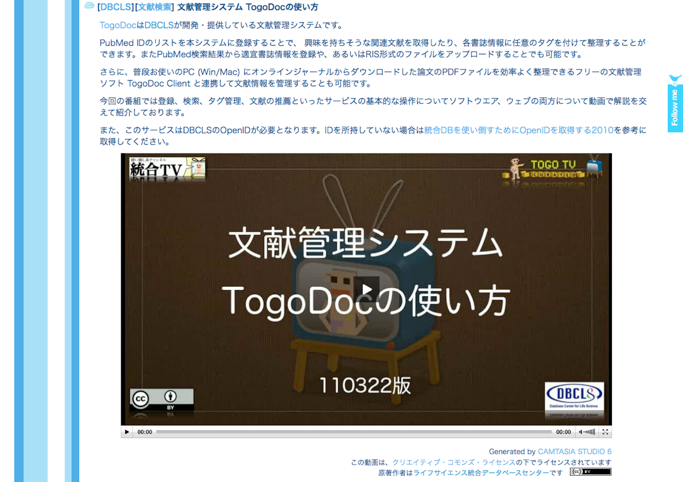 [DBCLS][文献検索] 文献管理システム TogoDocの使い方
TogoDocはDBCLSが開発・提供している文献管理システムです。
PubMed IDのリストを本システムに登録することで、 興味を持ちそうな関連文献を取得したり、各書誌情報に任意のタグを付けて整理することが
できます。またPubMed検索結果から適宜書誌情報を登録や、あるいはRIS形式のファイルをアップロードすることでも可能です。
さらに、普段お使いのPC (Win/Mac) にオンラインジャーナルからダウンロードした論文のPDFファイルを効率よく整理できるフリーの文献管理
ソフト TogoDoc Client と連携して文献情報を管理することも可能です。
今回の番組では登録、検索、タグ管理、文献の推薦といったサービスの基本的な操作についてソフトウエア、ウェブの両方について動画で解説を交
えて紹介しております。
また、このサービスはDBCLSのOpenIDが必要となります。IDを所持していない場合は統合DBを使い倒すためにOpenIDを取得する2010を参考に
取得してください。
Follow me
統合TV
TOGO TV
文献管理システム
TogoDocの使い方
110322版
cc
BY
DBCLS
Database Center for Life Science
00:00
00:00
Generated by CAMTASIA STUDIO 6
この動画は、クリエイティブ・コモンズ・ライセンスの下でライセンスされています
原著作者はライフサイエンス統合データベースセンターです